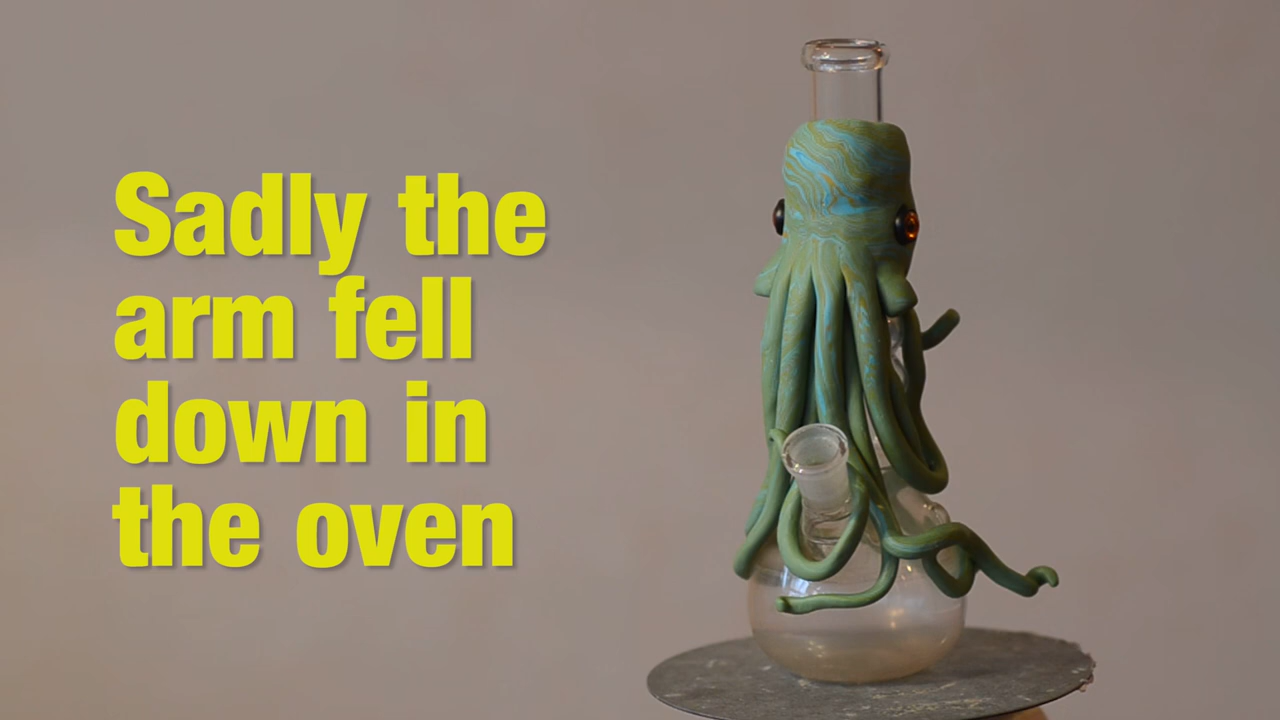 Sadly the
arm fell
down in
the oven